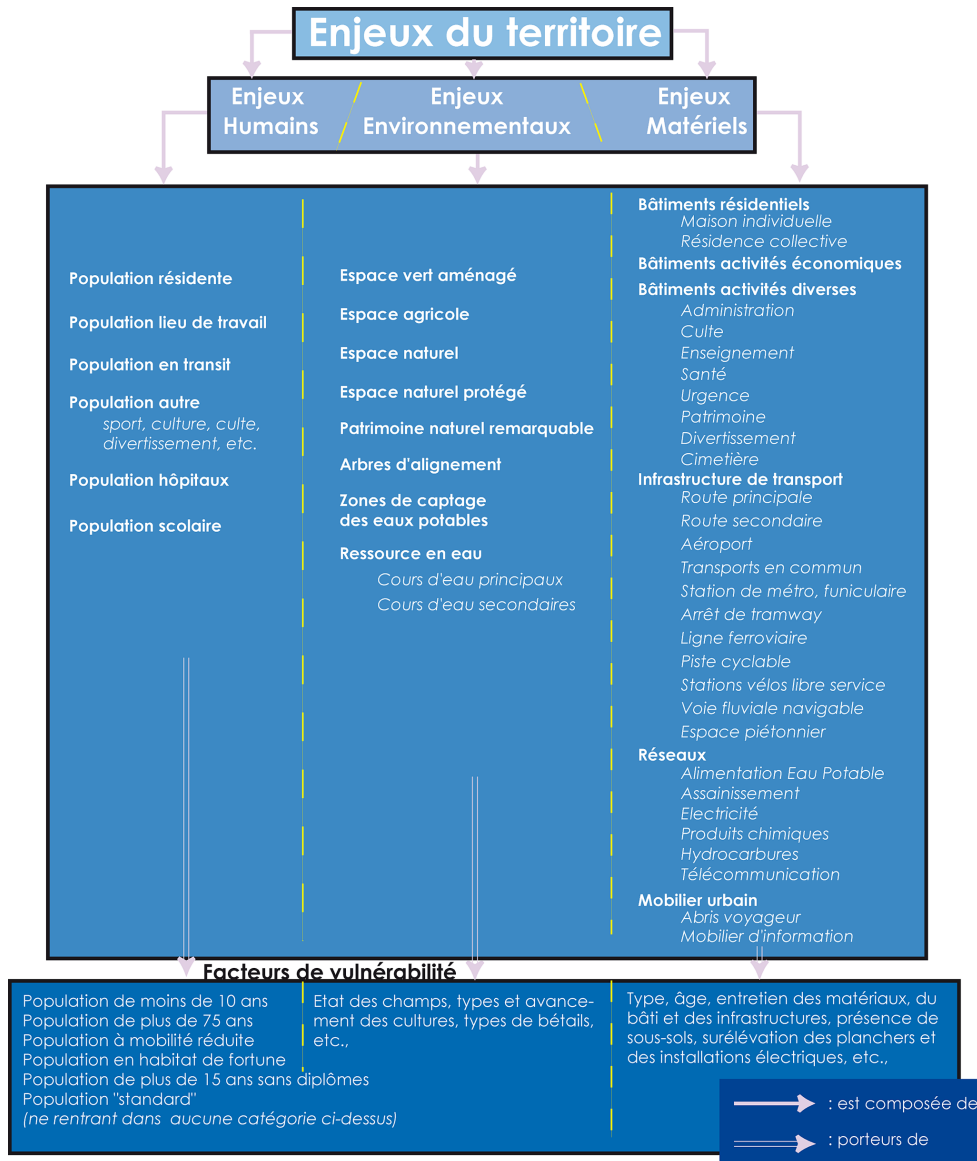 Enjeux du territoire
Enjeux
Humains
Enjeux
Environnementaux
Enjeux
Matériels
Population résidente
Population lieu de travail
Population en transit
Population autre
sport, culture, culte,
divertissement, etc.
Population hôpitaux
Population scolaire
Espace vert aménagé
Espace agricole
Espace naturel
Espace naturel protégé
Patrimoine naturel remarquable
Arbres d'alignement
Zones de captage
des eaux potables
Ressource en eau
Cours d'eau principaux
Cours d'eau secondaires
Bâtiments résidentiels
Maison individuelle
Résidence collective
Bâtiments activités économiques
Bâtiments activités diverses
Administration
Culte
Enseignement
Santé
Urgence
Patrimoine
Divertissement
Cimetière
Infrastructure de transport
Route principale
Route secondaire
Aéroport
Transports en commun
Station de métro, funiculaire
Arrêt de tramway
Ligne ferroviaire
Piste cyclable
Stations vélos libre service
Voie fluviale navigable
Espace piétonnier
Réseaux
Alimentation Eau Potable
Assainissement
Electricité
Produits chimiques
Hydrocarbures
Télécommunication
Mobilier urbain
Abris voyageur
Mobilier d'information
Facteurs de vulnérabilité
Population de moins de 10 ans
Population de plus de 75 ans
Population à mobilité réduite
Population en habitat de fortune
Population de plus de 15 ans sans diplômes
Population "standard"
(ne rentrant dans aucune catégorie ci-dessus)
Etat des champs, types et avance-
ment des cultures, types de bétails,
etc.,
Type, âge, entretien des matériaux, du
bâti et des infrastructures, présence de
sous-sols, surélévation des planchers et
des installations électriques, etc.,
: est composée de
: porteurs de